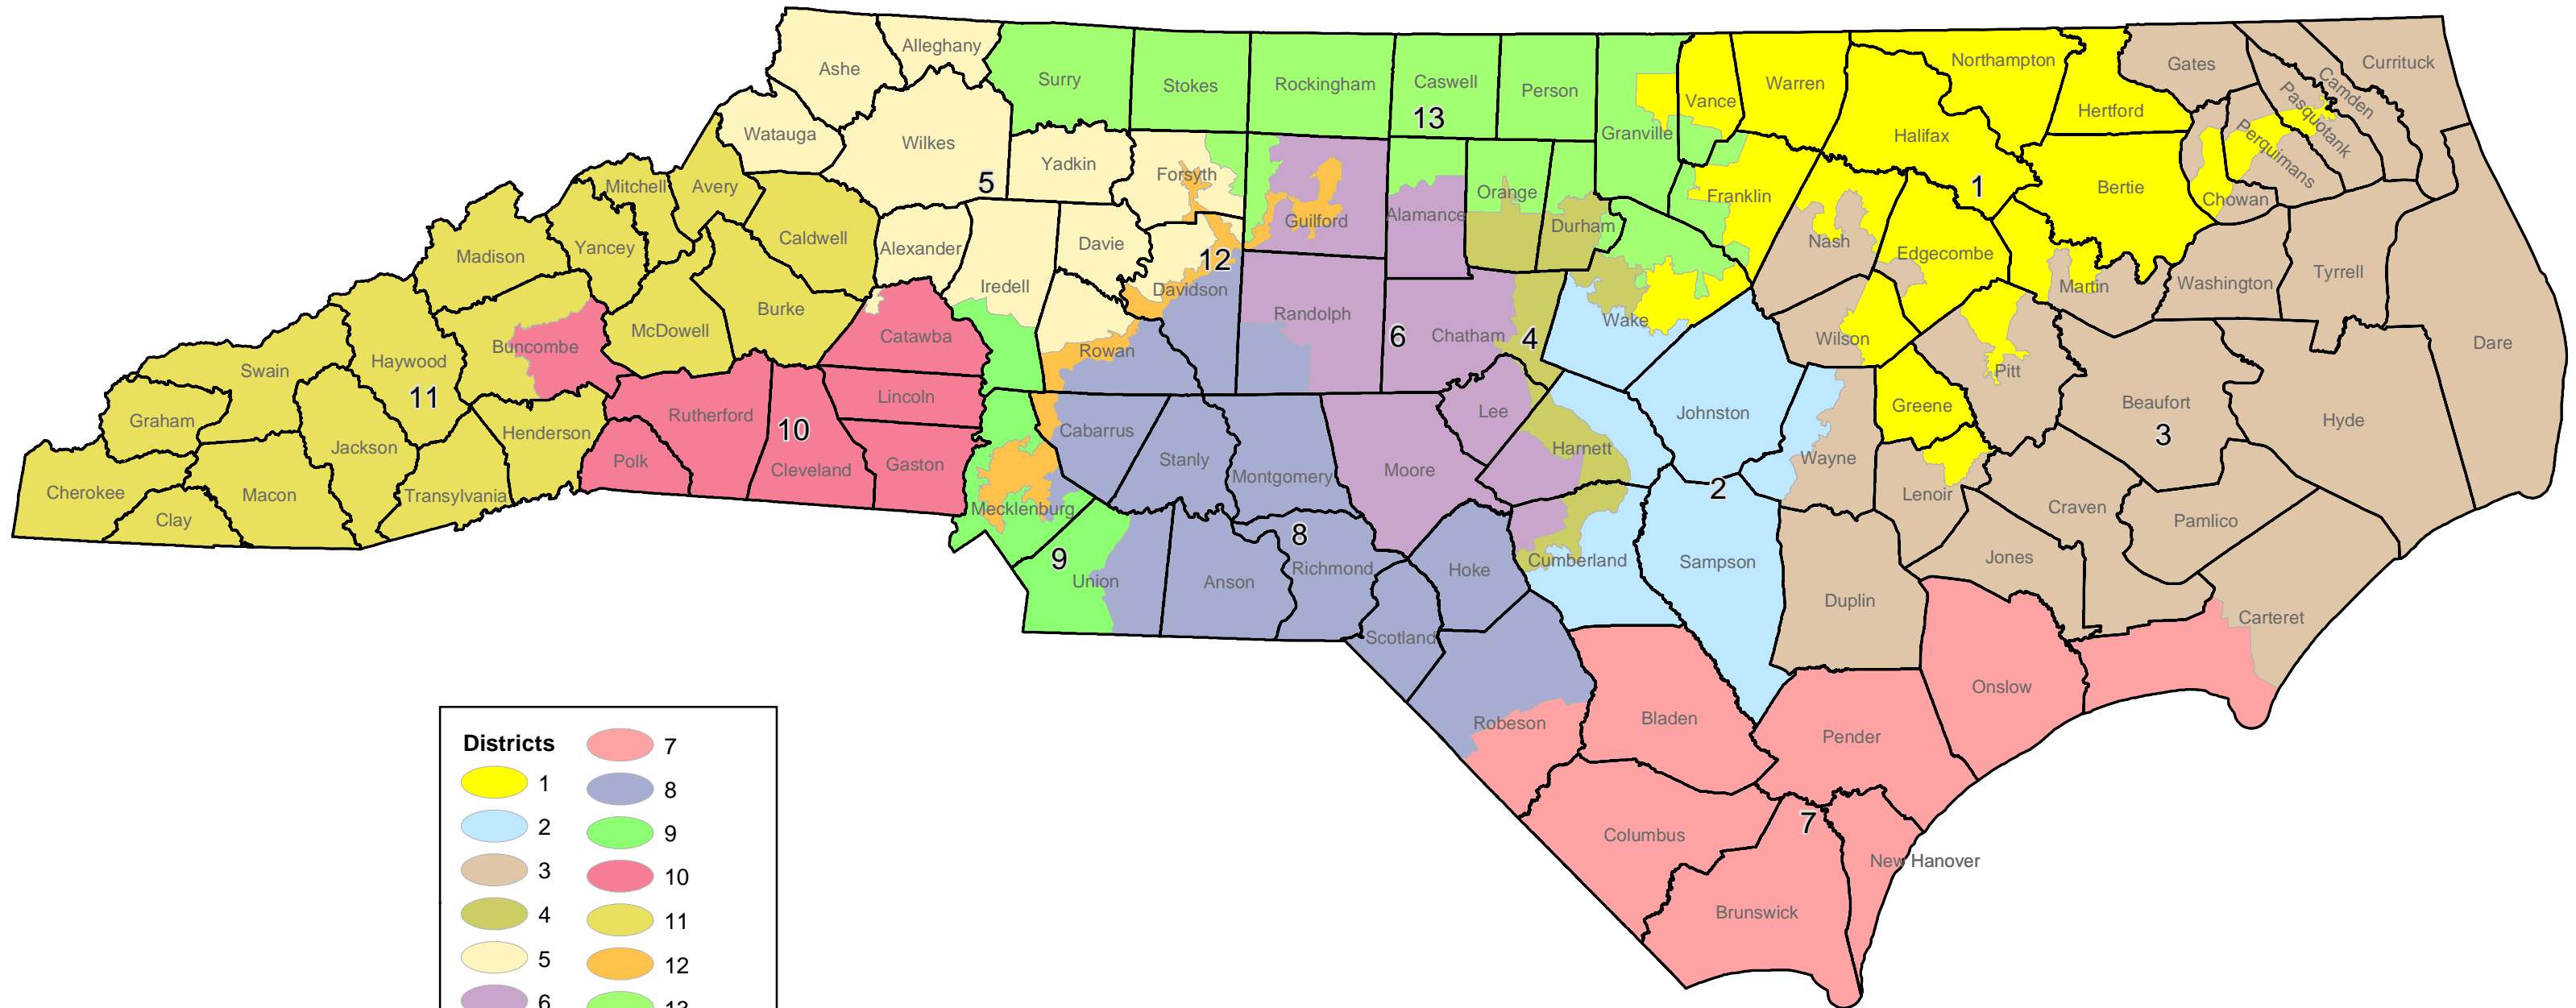 Alleghany
Ashe
Surry
Stokes
Rockingham
Caswell
Person
Granville
Vance
Warren
Northampton
Hertford
Gates
Camden
Currituck
Pasquotank
Perquimans
Watauga
Wilkes
Yadkin
Forsyth
Guilford
Alamance
Orange
Durham
Franklin
Halifax
Bertie
Chowan
13
5
1
Mitchell
Avery
Madison
Yancey
Caldwell
Alexander
Iredell
Davie
12
Davidson
Randolph
6
Chatham
4
Wake
Nash
Edgecombe
Wilson
Martin
Washington
Tyrrell
Dare
Swain
Haywood
11
Buncombe
McDowell
Burke
Catawba
Rowan
Lincoln
Graham
Jackson
Henderson
Rutherford
10
Cabarrus
Lee
Johnston
Greene
Pitt
Beaufort
3
Hyde
Cherokee
Clay
Macon
Transylvania
Polk
Cleveland
Gaston
Mecklenburg
Stanly
Montgomery
Moore
Harnett
2
Wayne
Lenoir
Craven
Pamlico
9
Union
Anson
8
Richmond
Hoke
Cumberland
Sampson
Duplin
Jones
Carteret
Scotland
Robeson
Bladen
Pender
Onslow
Columbus
7
New Hanover
Brunswick
Districts
1
2
3
4
5
6
7
8
9
10
11
12
13